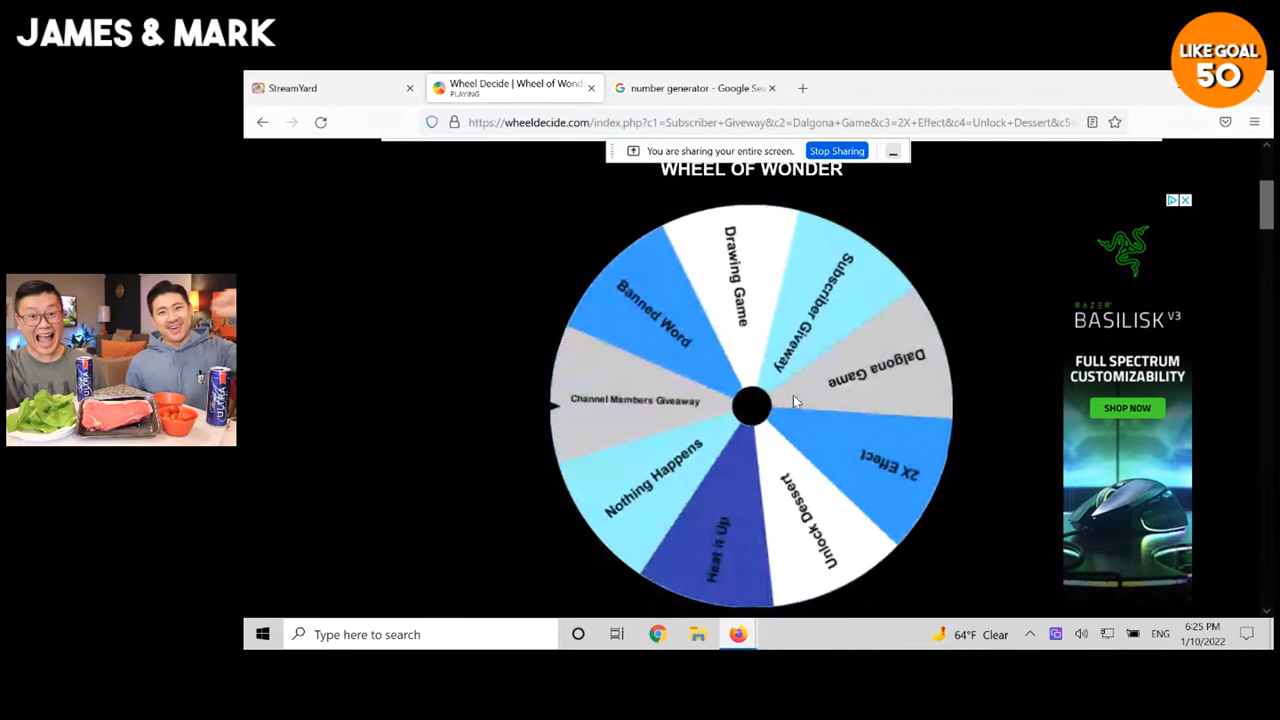 JAMES & MARK
LIKE GOAL
50
StreamYard
Wheel Decide | Wheel of Wond
PLAYING
number generator - Google Se
https://wheeldecide.com/index.php?c1=Subscriber+Giveway&c2=Dalgona+Game&c3=2X+Effect&c4=Unlock+Dessert&c5=
You are sharing your entire screen.
Stop Sharing
WHEEL OF WONDER
Drawing Game
Subscriber Giveway
Banned Word
Dalgona Game
Channel Members Giveaway
2X Effect
Nothing Happens
Unlock Dessert
Heat it Up
RAZER
BASILISK V3
FULL SPECTRUM
CUSTOMIZABILITY
SHOP NOW
ULTRA
ULTRA
Type here to search
64°F Clear
ENG
6:25 PM
1/10/2022